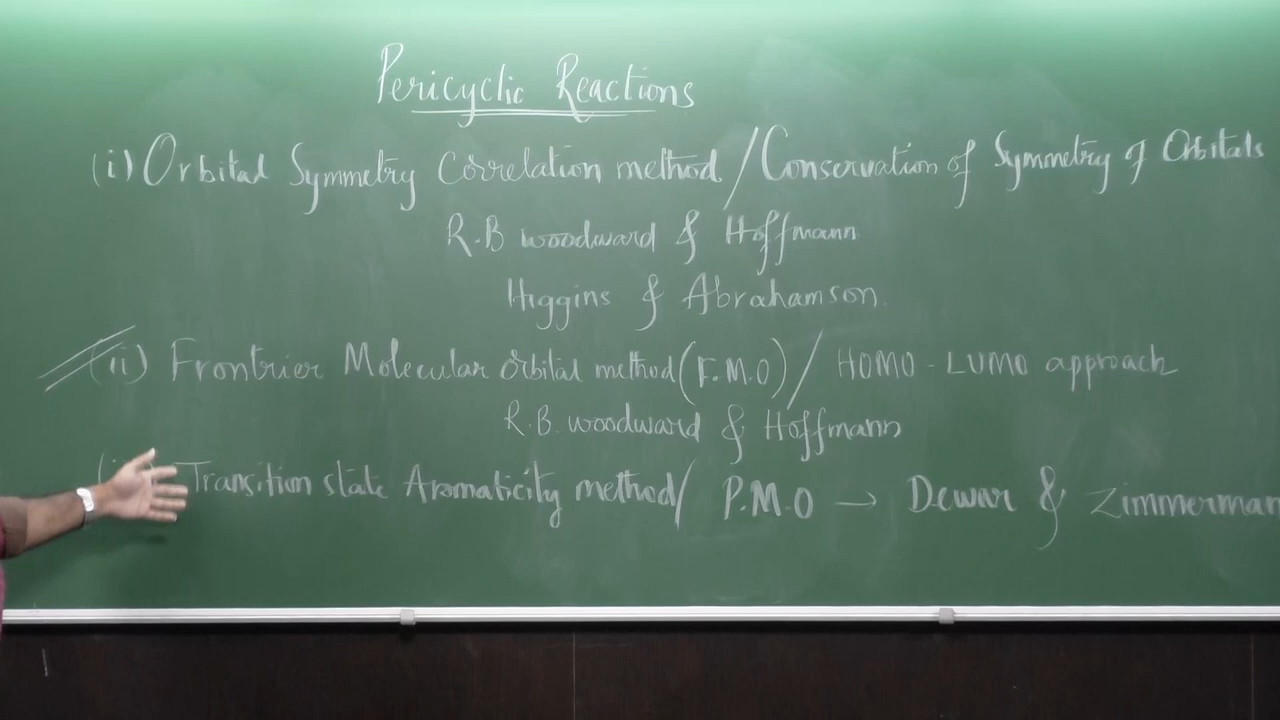 Pericyclic Reactions
(i) Orbital Symmetry Correlation method / Conservation of Symmetry of Orbitals
R.B woodward & Hoffmann
Higgins & Abrahamson.
(ii) Frontrier Molecular orbital method (F.M.O) / HOMO - LUMO approach
R.B. woodward & Hoffmann
Transition state Aromaticity method / P.M.O → Dewar & Zimmerman